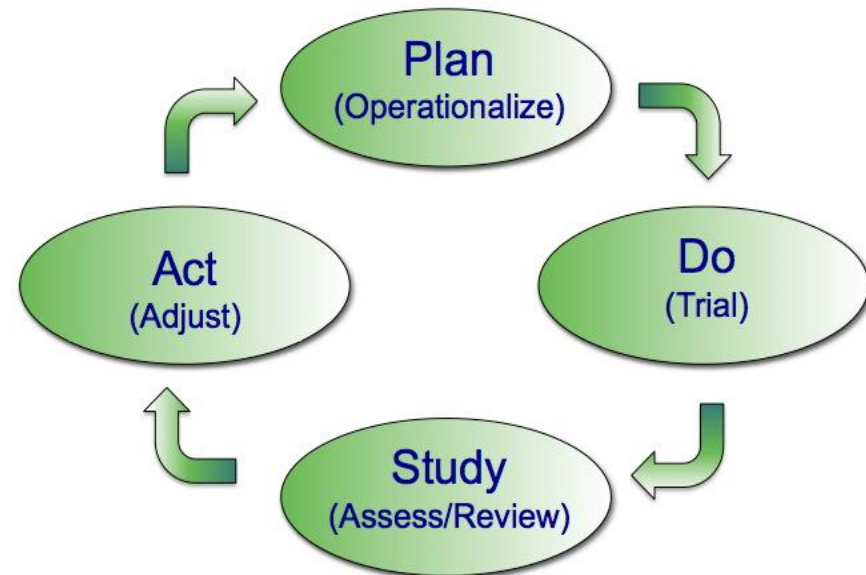 Plan
(Operationalize)
Do
(Trial)
Study
(Assess/Review)
Act
(Adjust)